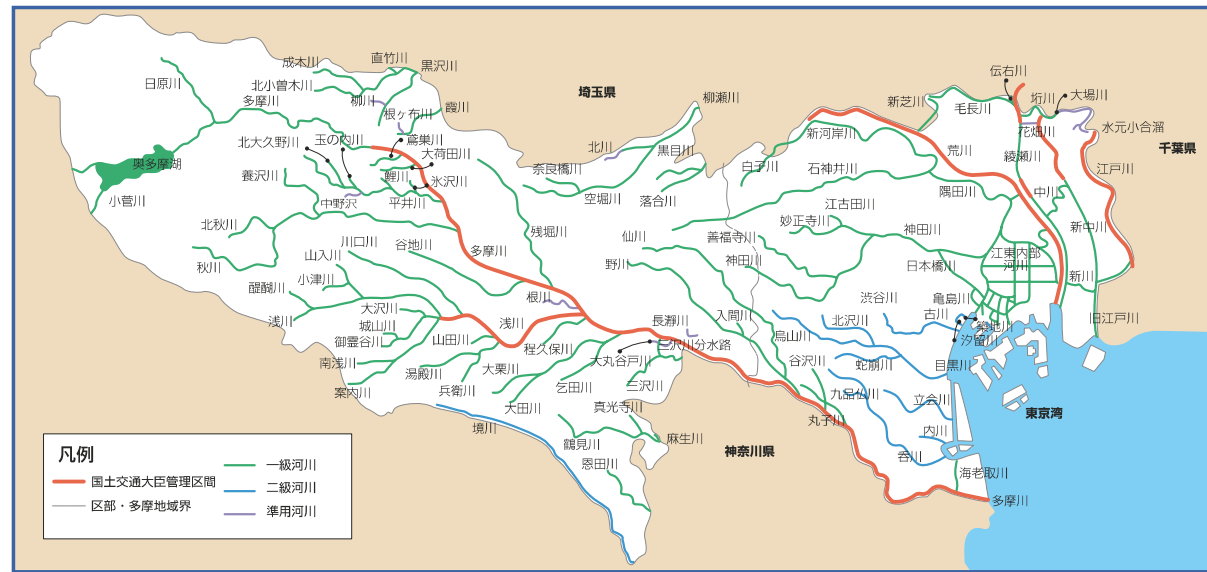 伝右川
直竹川
成木川
黒沢川
日原川
北小曽木川
埼玉県
柳瀬川
大場川
垳川
多摩川
柳川
新芝川
毛長川
霞川
根ヶ布川
水元小合溜
新河岸川
花畑川
北大久野川
玉の内川
鳶巣川
北川
黒目川
千葉県
大荷田川
荒川
綾瀬川
奥多摩湖
奈良橋川
白子川
石神井川
江戸川
養沢川
鯉川
氷沢川
隅田川
中川
小菅川
中野沢
平井川
空堀川
落合川
江古田川
北秋川
妙正寺川
新中川
残堀川
仙川
善福寺川
神田川
山入川
川口川
谷地川
多摩川
江東内部
河川
秋川
野川
神田川
日本橋川
新川
小津川
醍醐川
根川
渋谷川
亀島川
大沢川
浅川
浅川
長瀞川
入間川
北沢川
古川
築地川
旧江戸川
城山川
御霊谷川
山田川
程久保川
三沢川分水路
烏山川
汐留川
南浅川
大丸谷戸川
谷沢川
蛇崩川
目黒川
湯殿川
大栗川
案内川
兵衛川
乞田川
三沢川
九品仏川
立会川
大田川
真光寺川
丸子川
東京湾
境川
内川
鶴見川
麻生川
神奈川県
恩田川
呑川
海老取川
多摩川
凡例
国土交通大臣管理区間
区部・多摩地域界
一級河川
二級河川
準用河川